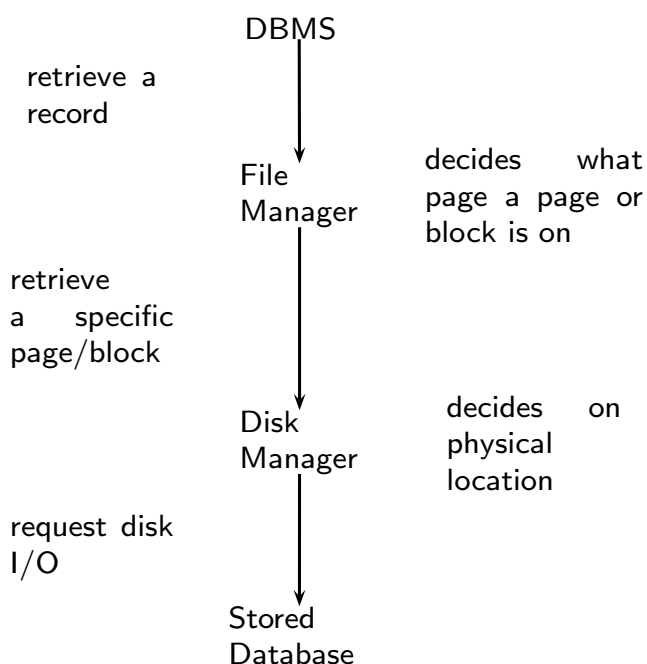 DBMS
retrieve a
record
File
Manager
decides what
page a page or
block is on
retrieve
a specific
page/block
Disk
Manager
decides on
physical
location
request disk
I/O
Stored
Database